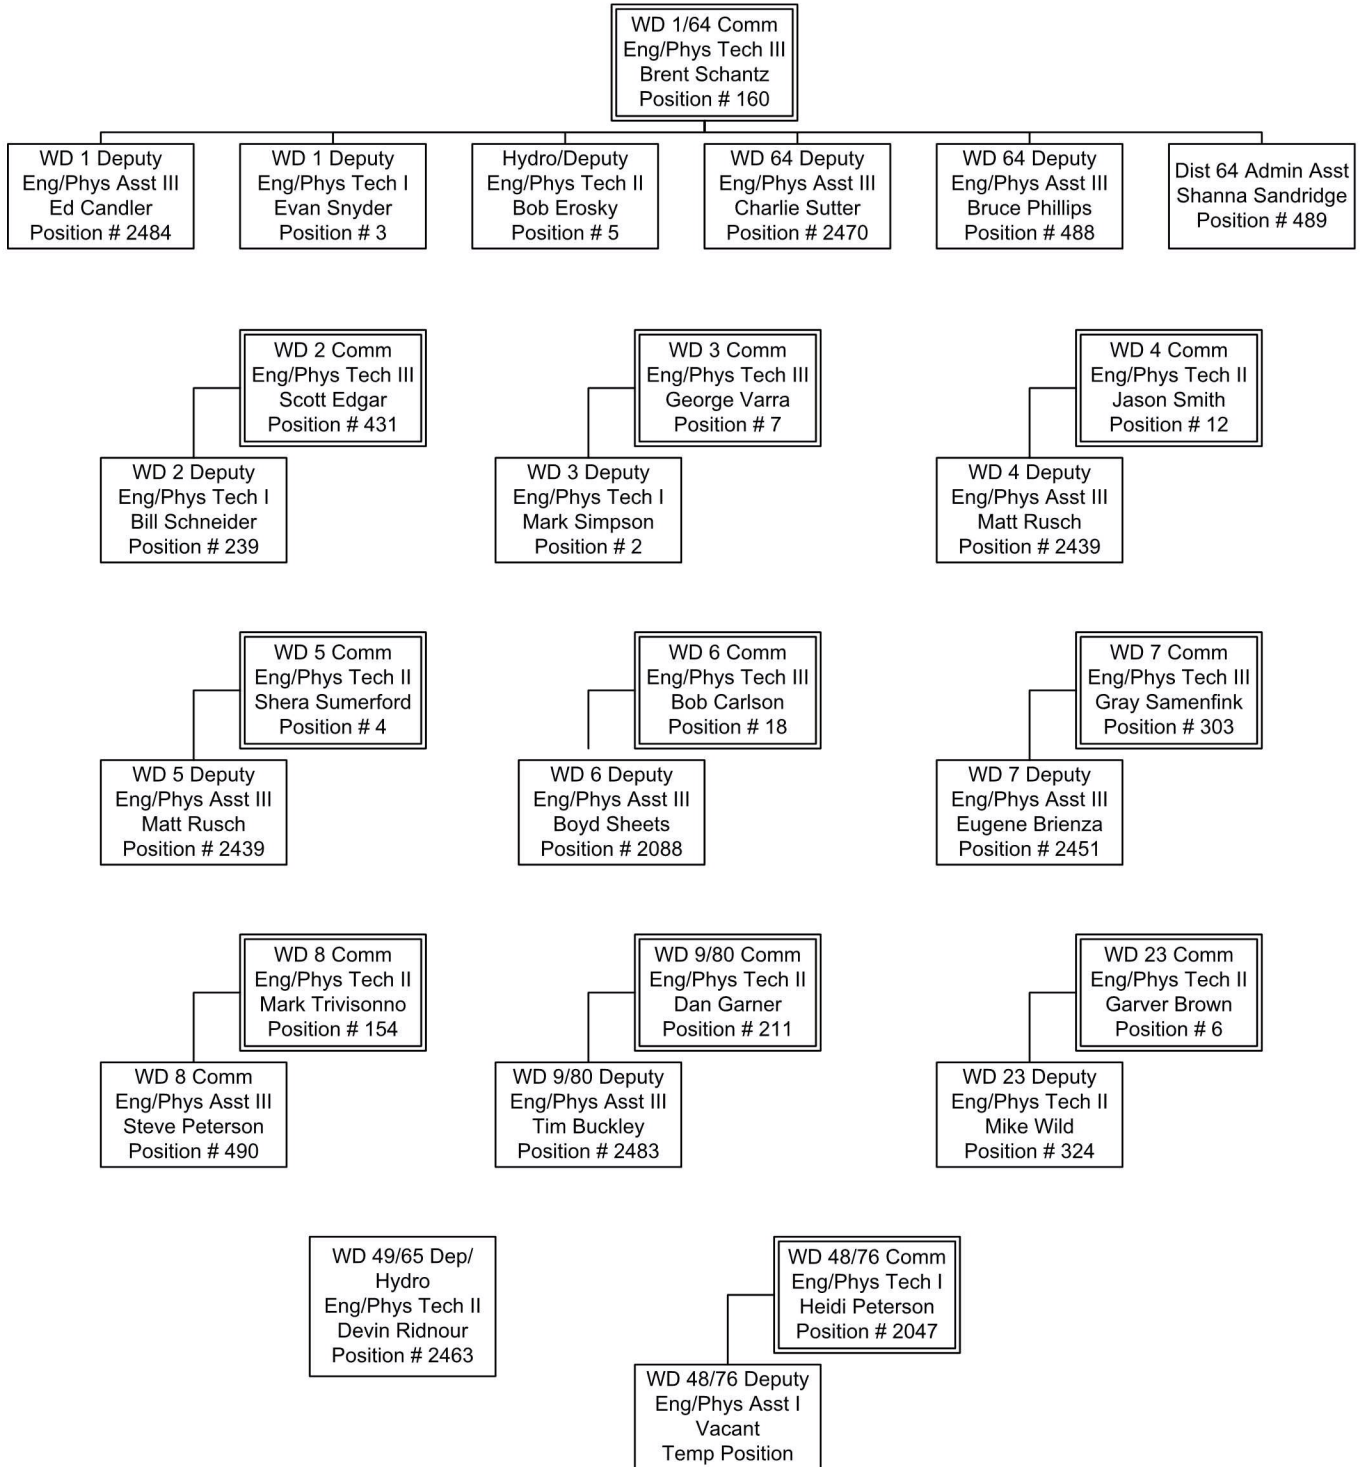 WD 1/64 Comm
Eng/Phys Tech III
Brent Schantz
Position # 160
WD 1 Deputy
Eng/Phys Asst III
Ed Candler
Position # 2484
WD 1 Deputy
Eng/Phys Tech I
Evan Snyder
Position # 3
Hydro/Deputy
Eng/Phys Tech II
Bob Erosky
Position # 5
WD 64 Deputy
Eng/Phys Asst III
Charlie Sutter
Position # 2470
WD 64 Deputy
Eng/Phys Asst III
Bruce Phillips
Position # 488
Dist 64 Admin Asst
Shanna Sandridge
Position # 489
WD 2 Comm
Eng/Phys Tech III
Scott Edgar
Position # 431
WD 2 Deputy
Eng/Phys Tech I
Bill Schneider
Position # 239
WD 3 Comm
Eng/Phys Tech III
George Varra
Position # 7
WD 3 Deputy
Eng/Phys Tech I
Mark Simpson
Position # 2
WD 4 Comm
Eng/Phys Tech II
Jason Smith
Position # 12
WD 4 Deputy
Eng/Phys Asst III
Matt Rusch
Position # 2439
WD 5 Comm
Eng/Phys Tech II
Shera Sumerford
Position # 4
WD 5 Deputy
Eng/Phys Asst III
Matt Rusch
Position # 2439
WD 6 Comm
Eng/Phys Tech III
Bob Carlson
Position # 18
WD 6 Deputy
Eng/Phys Asst III
Boyd Sheets
Position # 2088
WD 7 Comm
Eng/Phys Tech III
Gray Samenfink
Position # 303
WD 7 Deputy
Eng/Phys Asst III
Eugene Brienza
Position # 2451
WD 8 Comm
Eng/Phys Tech II
Mark Trivisonno
Position # 154
WD 8 Comm
Eng/Phys Asst III
Steve Peterson
Position # 490
WD 9/80 Comm
Eng/Phys Tech II
Dan Garner
Position # 211
WD 9/80 Deputy
Eng/Phys Asst III
Tim Buckley
Position # 2483
WD 23 Comm
Eng/Phys Tech II
Garver Brown
Position # 6
WD 23 Deputy
Eng/Phys Tech II
Mike Wild
Position # 324
WD 49/65 Dep/
Hydro
Eng/Phys Tech II
Devin Ridnour
Position # 2463
WD 48/76 Comm
Eng/Phys Tech I
Heidi Peterson
Position # 2047
WD 48/76 Deputy
Eng/Phys Asst I
Vacant
Temp Position